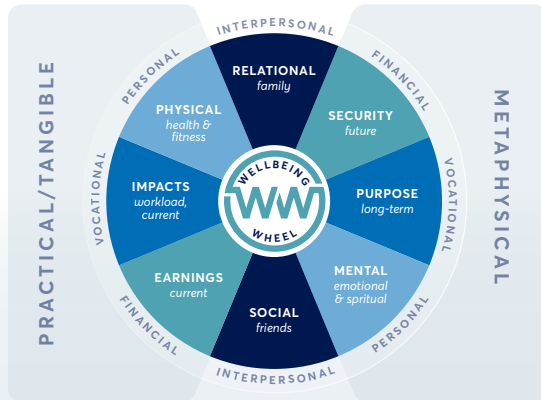 INTERPERSONAL
PERSONAL
FINANCIAL
RELATIONAL
family
PHYSICAL
health &
fitness
SECURITY
future
PRACTICAL/TANGIBLE
METAPHYSICAL
VOCATIONAL
IMPACTS
workload,
current
WELLBEING
WW
WHEEL
PURPOSE
long-term
VOCATIONAL
EARNINGS
current
MENTAL
emotional
& spritual
SOCIAL
friends
FINANCIAL
PERSONAL
INTERPERSONAL